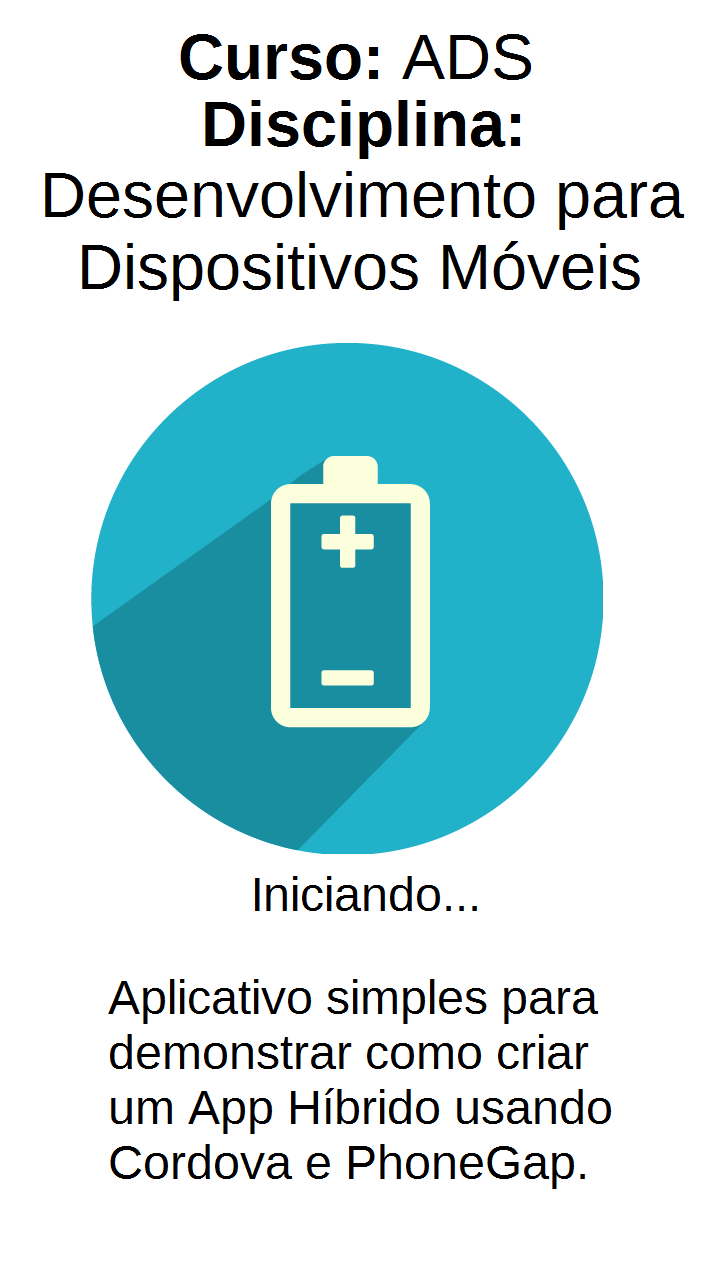 Curso: ADS
Disciplina:
Desenvolvimento para
Dispositivos Móveis
Iniciando...
Aplicativo simples para
demonstrar como criar
um App Híbrido usando
Cordova e PhoneGap.